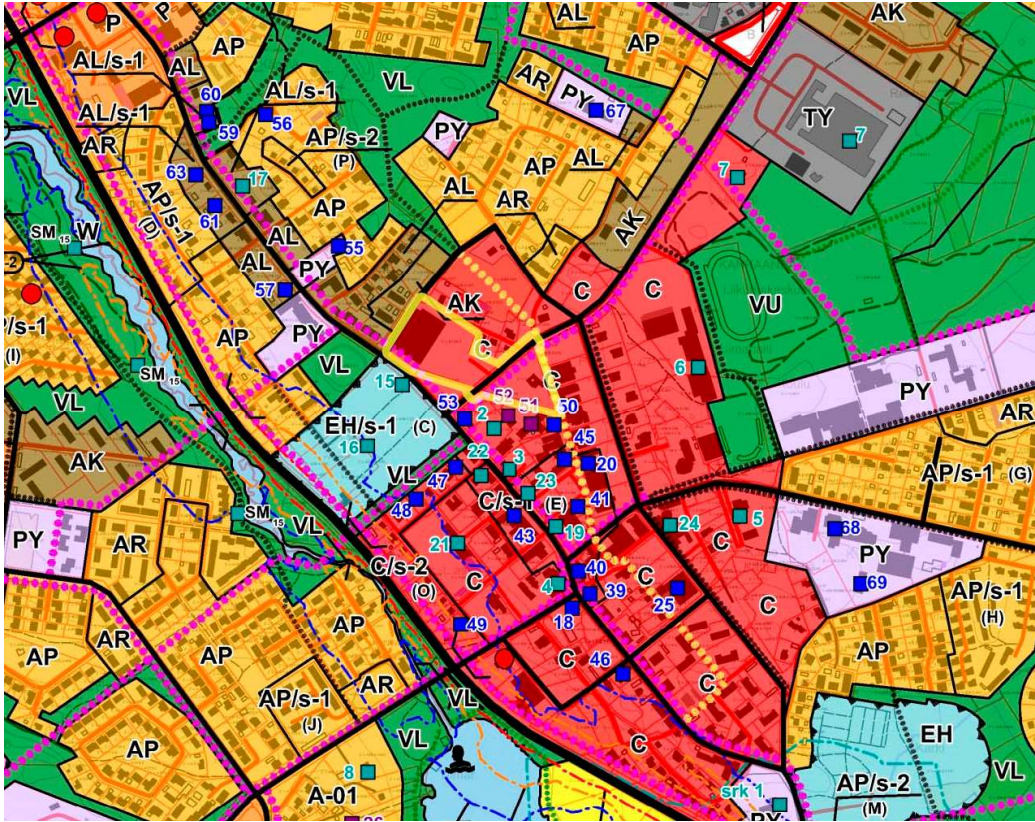 P
P
AL
AP
AL
AK
AL/s-1
VL
AP
VL
AR
AL/s-1
60
56
AL/s-1
PY
67
59
PY
TY
AR
AP/s-2
(P)
7
63
AP
AL
17
AL
7
AP/s-1
AR
SM 15
W
(D)
61
AP
AK
2
AL
PY
55
C
C
VU
AL
57
AK
P/s-1
AP
PY
C
(I)
VL
SM 15
15
C
6
PY
VL
53
2
52
51
50
AR
EH/s-1
(C)
45
16
22
3
20
AK
VL
47
23
AP/s-1
(G)
C/s-1
(E)
41
48
SM 15
VL
43
19
24
C
5
PY
AR
21
68
C/s-2
C
40
PY
(O)
4
C
39
69
AP/s-1
18
25
C
(H)
AR
49
AP
AP
AP
C
46
AP
AP/s-1
AR
VL
C
(J)
AP
VL
C
EH
8
srk 1
AP/s-2
VL
A-01
(M)
26
PY